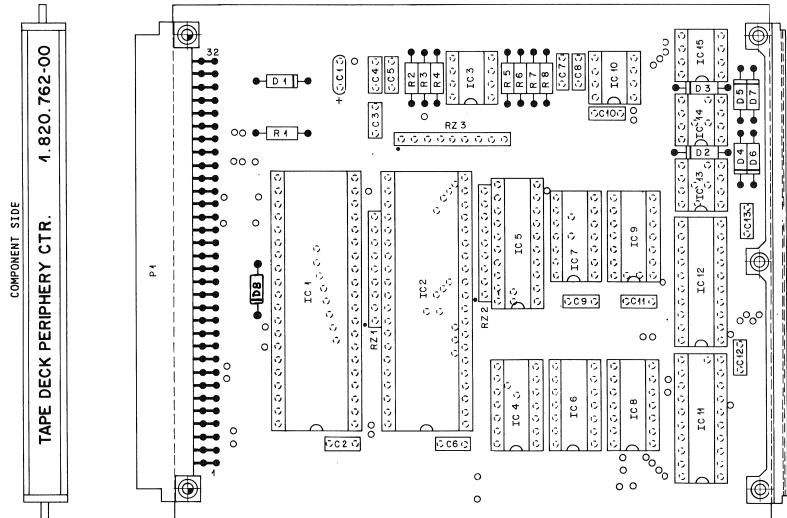 COMPONENT SIDE
TAPE DECK PERIPHERY CTR. 1.820.762-00
P1
32
1
D1
R1
D8
+
C1
C4
C5
C3
R2
R3
R4
IC3
R5
R6
R7
R8
C7
C8
IC10
C10
RZ3
IC15
D3
IC14
D2
IC13
D5
D7
D4
D6
C13
IC1
RZ1
IC2
RZ2
IC5
IC7
IC9
C9
C11
IC12
C12
IC4
IC6
IC8
IC11
C2
C6